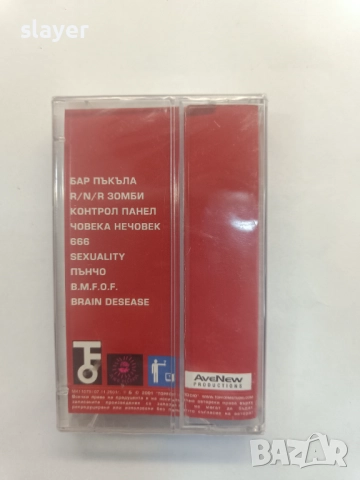 slayer
БАР ПЪКЪЛА
R/N/R ЗОМБИ
КОНТРОЛ ПАНЕЛ
ЧОВЕКА НЕЧОВЕК
666
SEXUALITY
ПЪНЧО
B.M.F.O.F.
BRAIN DESEASE
AveNew
PRODUCTIONS
Bazar